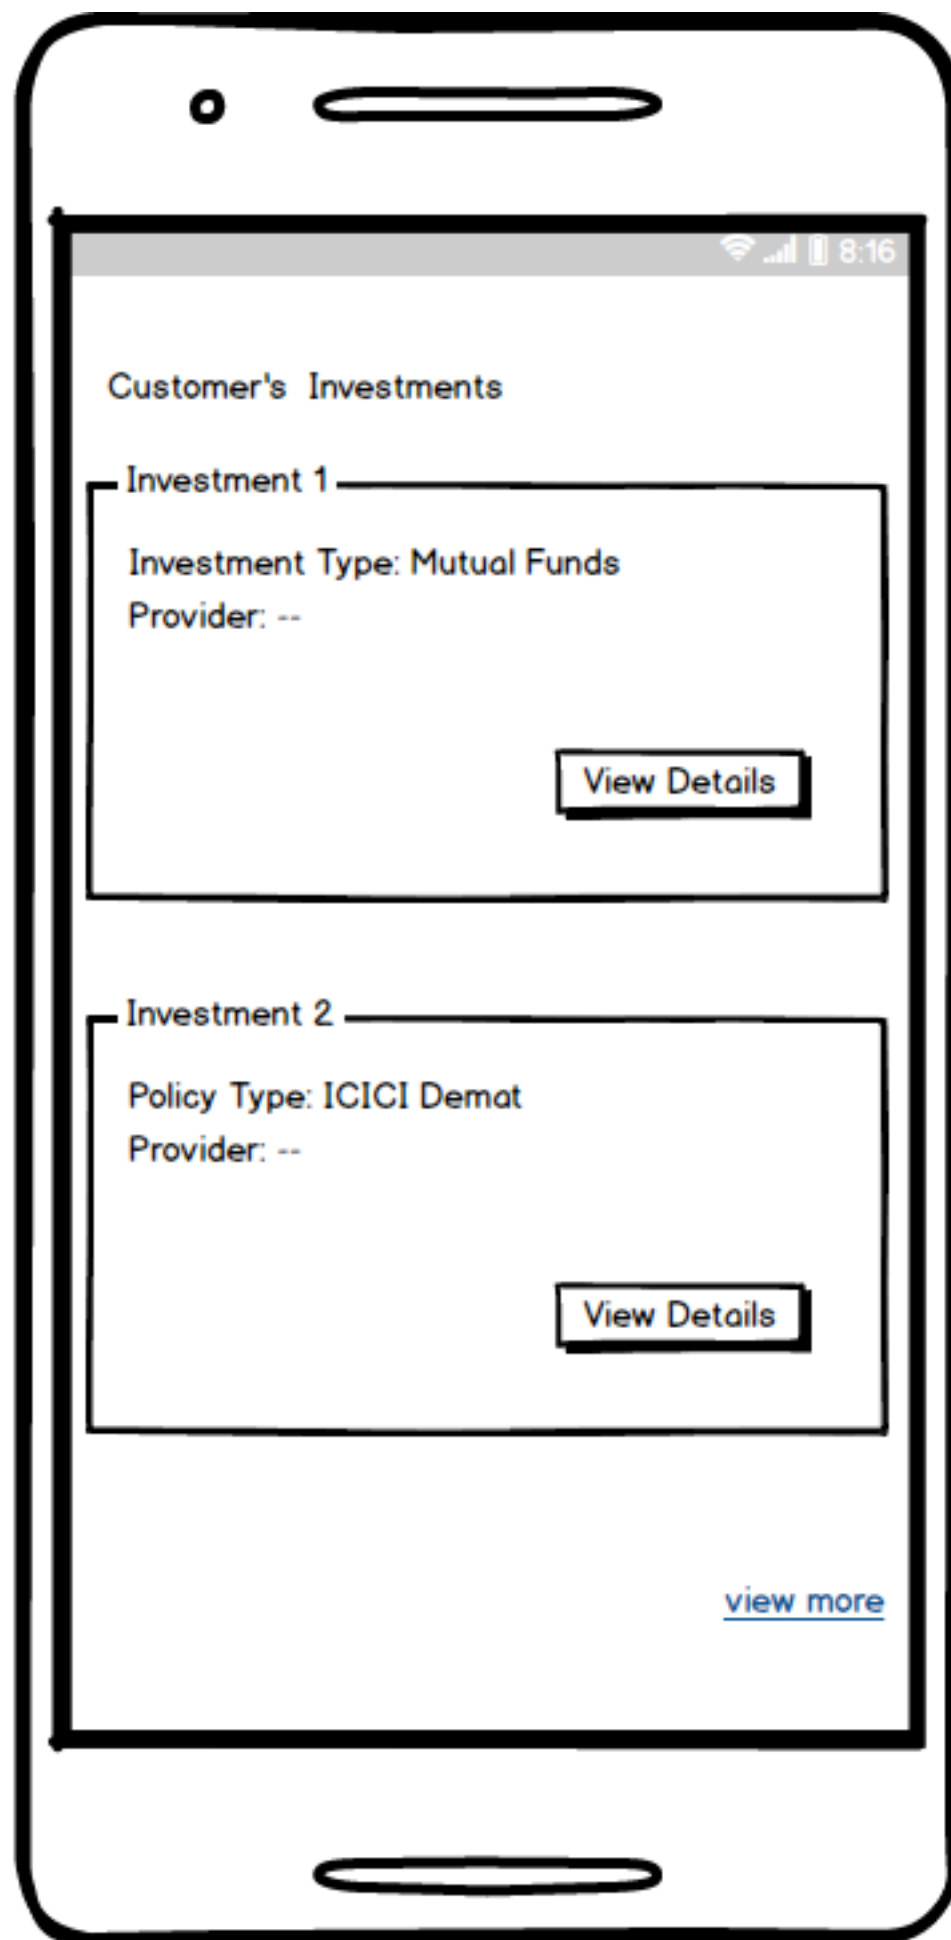 8:16
Customer's Investments
Investment 1
Investment Type: Mutual Funds
Provider: --
View Details
Investment 2
Policy Type: ICICI Demat
Provider: --
View Details
view more